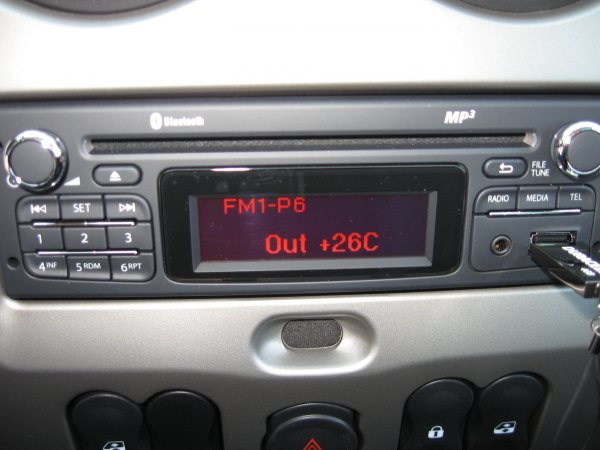 Bluetooth MP3
FILE TUNE
SET RADIO MEDIA TEL
FM1-P6
1 2 3
Out +26C
4 INF 5 RDM 6 RPT